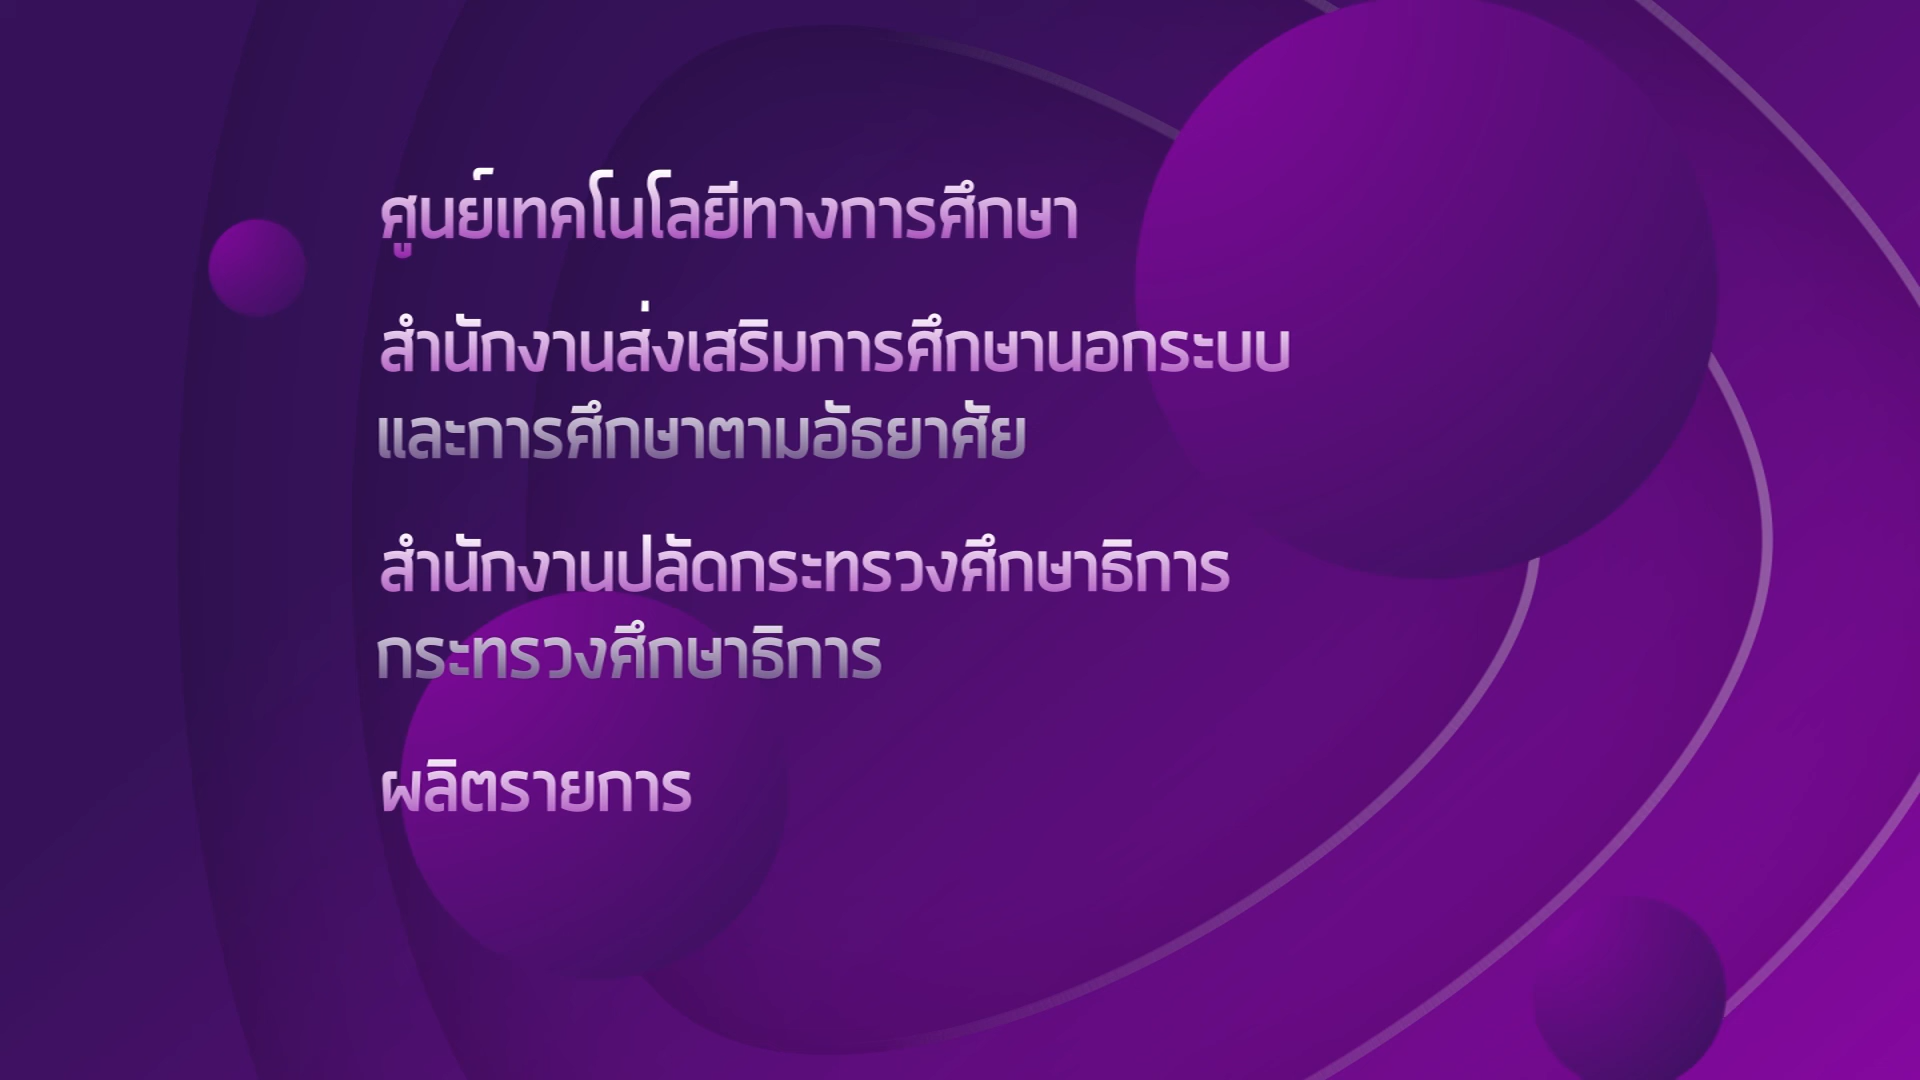 ศูนย์เทคโนโลยีทางการศึกษา
สำนักงานส่งเสริมการศึกษานอกระบบ
และการศึกษาตามอัธยาศัย
สำนักงานปลัดกระทรวงศึกษาธิการ
กระทรวงศึกษาธิการ
ผลิตรายการ